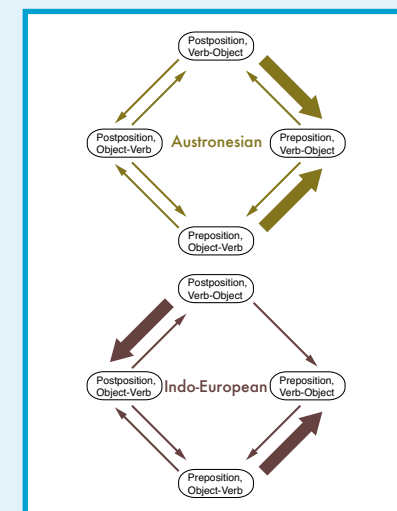 Postposition,
Verb-Object
Postposition,
Object-Verb
Austronesian
Preposition,
Verb-Object
Preposition,
Object-Verb
Postposition,
Verb-Object
Postposition,
Object-Verb
Indo-European
Preposition,
Verb-Object
Preposition,
Object-Verb